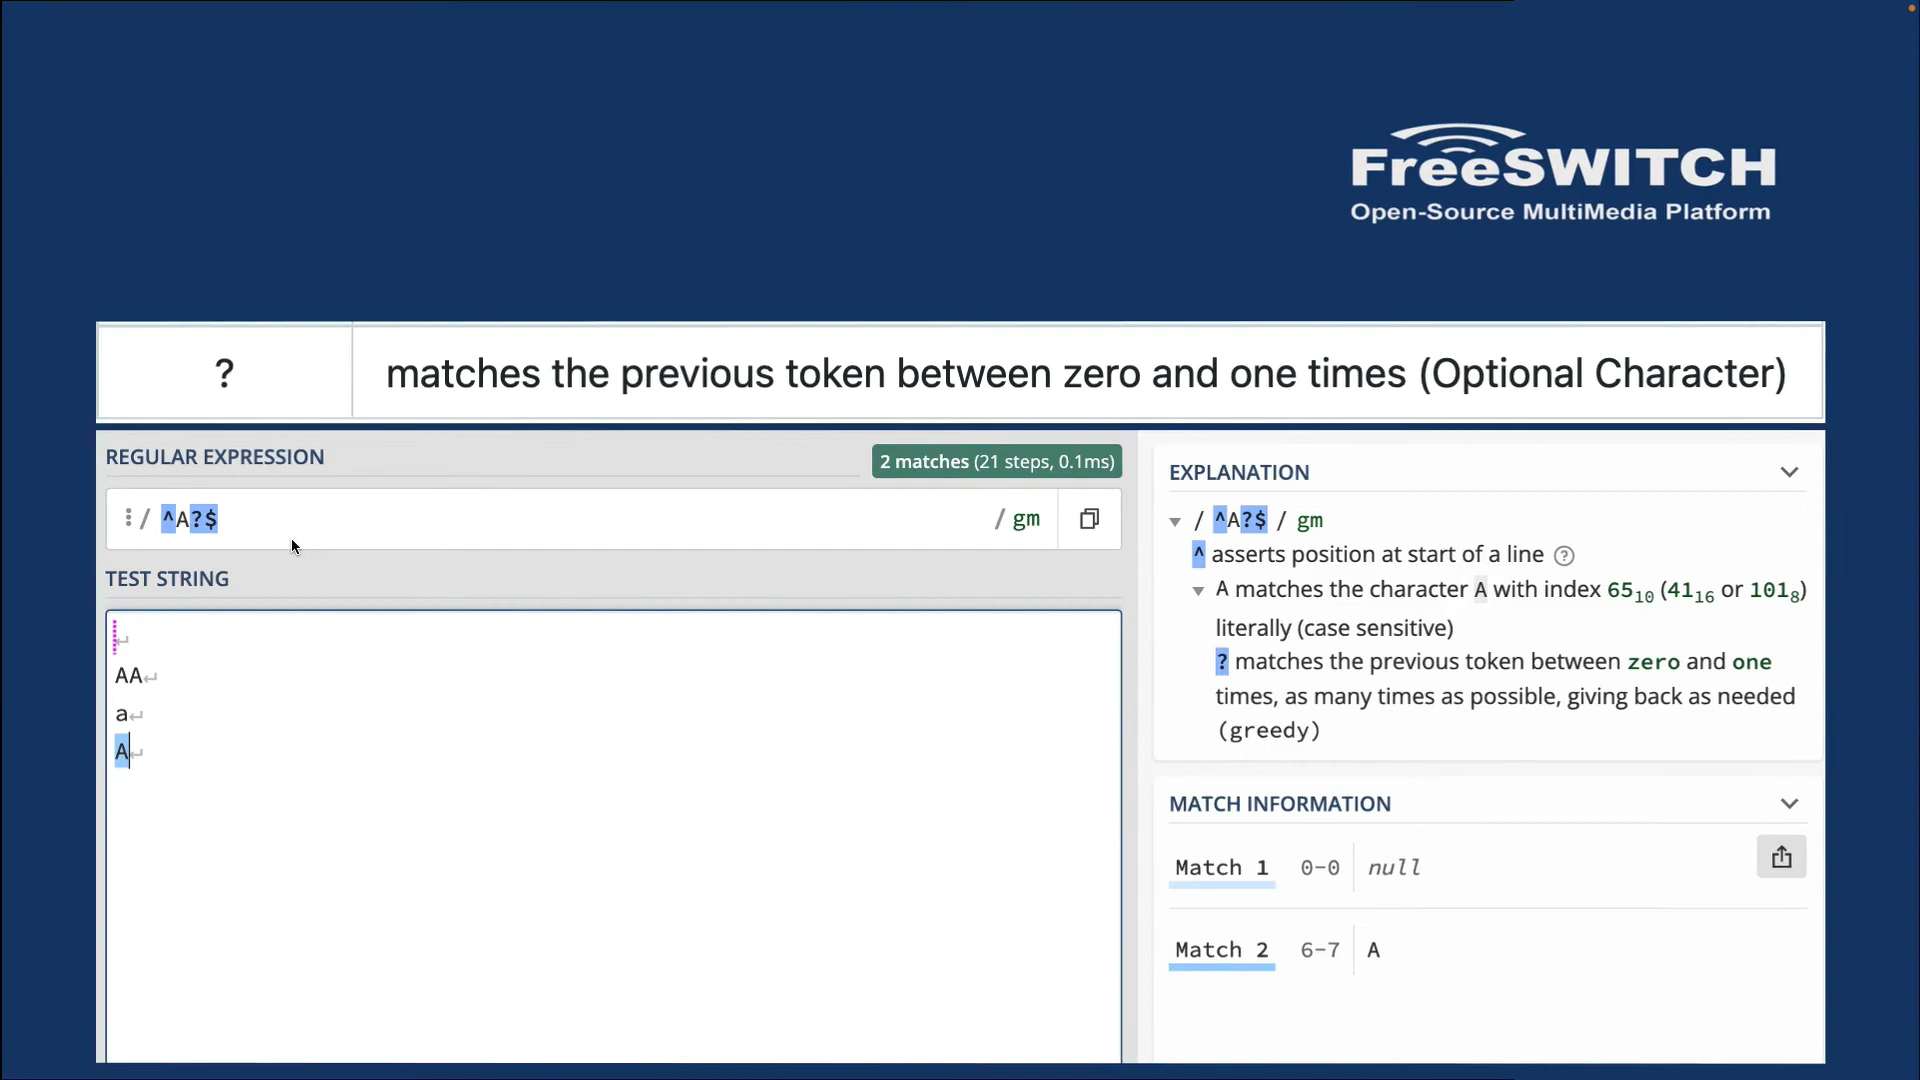 FreeSWITCH
Open-Source MultiMedia Platform
? matches the previous token between zero and one times (Optional Character)
REGULAR EXPRESSION
2 matches (21 steps, 0.1ms)
/ ^A?$ / gm
TEST STRING
↵
AA↵
a↵
A↵
EXPLANATION
/ ^A?$ / gm
^ asserts position at start of a line ?
A matches the character A with index 65₁₀ (41₁₆ or 101₈)
literally (case sensitive)
? matches the previous token between zero and one
times, as many times as possible, giving back as needed
(greedy)
MATCH INFORMATION
Match 1 0-0 null
Match 2 6-7 A